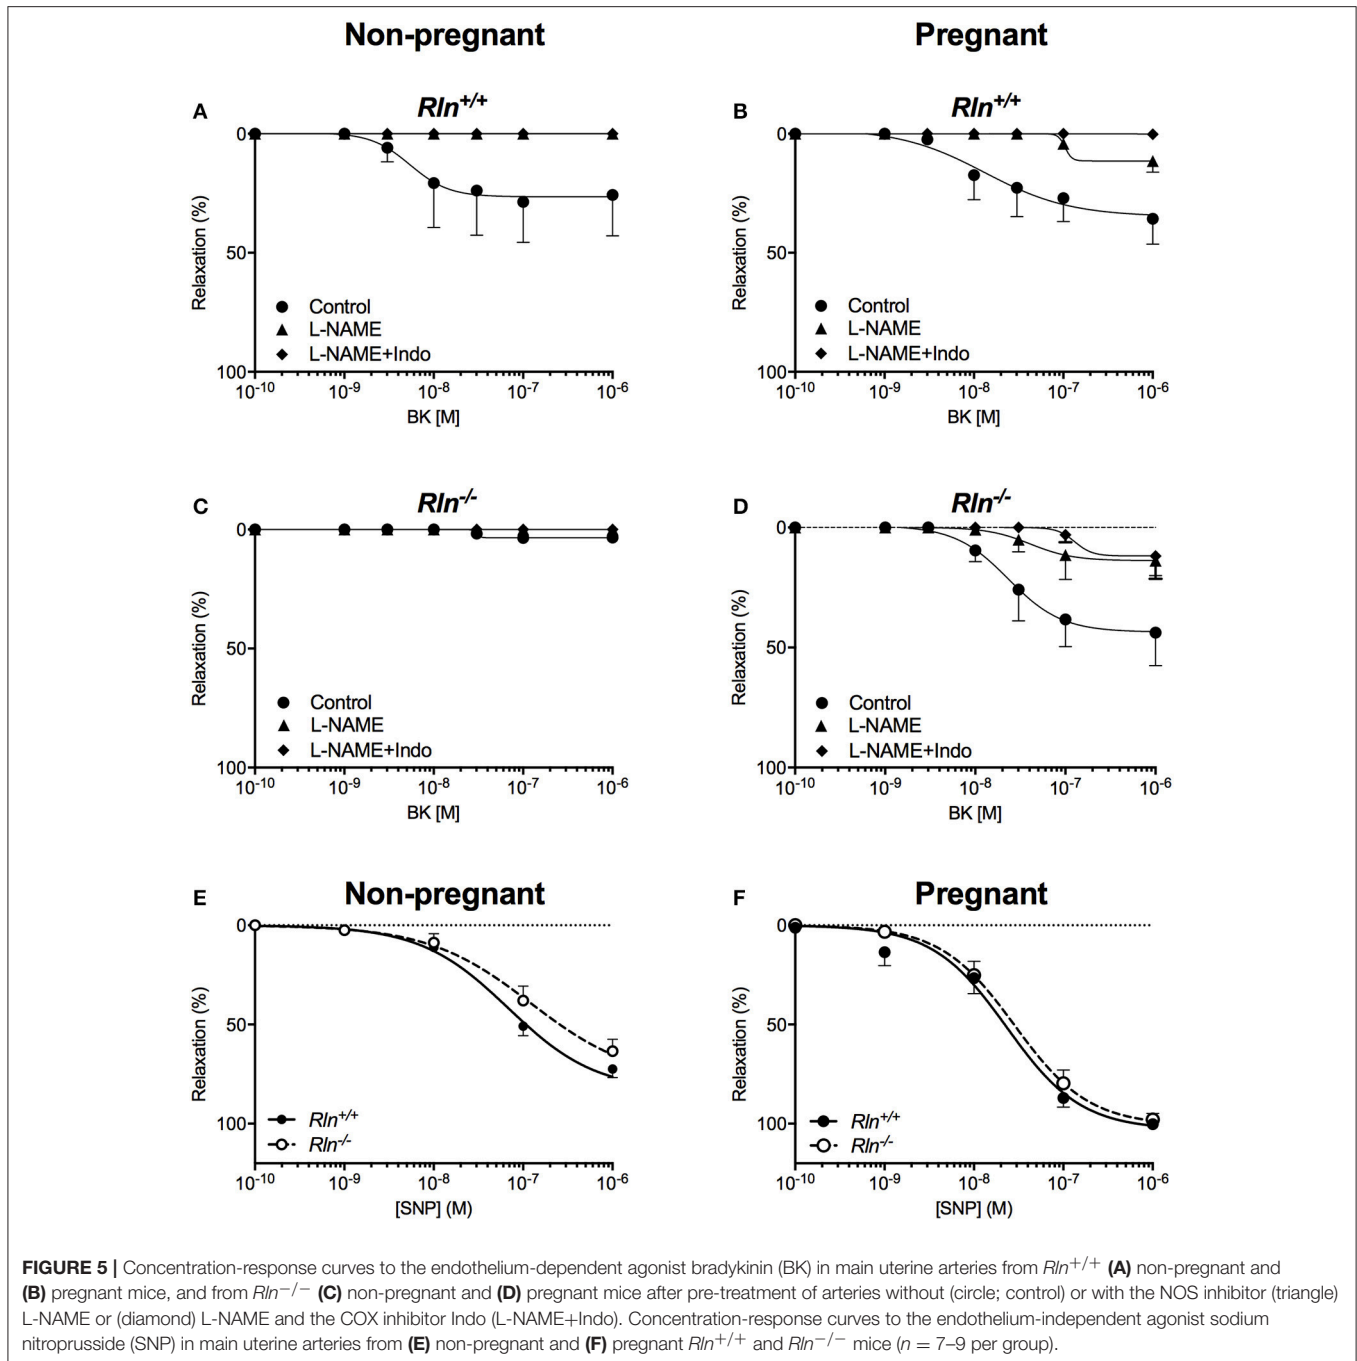 Non-pregnant
Pregnant
A
Rln+/+
0
50
100
Relaxation (%)
Control
L-NAME
L-NAME+Indo
10-10 10-9 10-8 10-7 10-6
BK [M]
B
Rln+/+
0
50
100
Relaxation (%)
Control
L-NAME
L-NAME+Indo
10-10 10-9 10-8 10-7 10-6
BK [M]
C
Rln-/-
0
50
100
Relaxation (%)
Control
L-NAME
L-NAME+Indo
10-10 10-9 10-8 10-7 10-6
BK [M]
D
Rln-/-
0
50
100
Relaxation (%)
Control
L-NAME
L-NAME+Indo
10-10 10-9 10-8 10-7 10-6
BK [M]
E
Non-pregnant
0
50
100
Relaxation (%)
Rln+/+
Rln-/-
10-10 10-9 10-8 10-7 10-6
[SNP] (M)
F
Pregnant
0
50
100
Relaxation (%)
Rln+/+
Rln-/-
10-10 10-9 10-8 10-7 10-6
[SNP] (M)
FIGURE 5 | Concentration-response curves to the endothelium-dependent agonist bradykinin (BK) in main uterine arteries from Rln+/+ (A) non-pregnant and
(B) pregnant mice, and from Rln−/− (C) non-pregnant and (D) pregnant mice after pre-treatment of arteries without (circle; control) or with the NOS inhibitor (triangle)
L-NAME or (diamond) L-NAME and the COX inhibitor Indo (L-NAME+Indo). Concentration-response curves to the endothelium-independent agonist sodium
nitroprusside (SNP) in main uterine arteries from (E) non-pregnant and (F) pregnant Rln+/+ and Rln−/− mice (n = 7–9 per group).